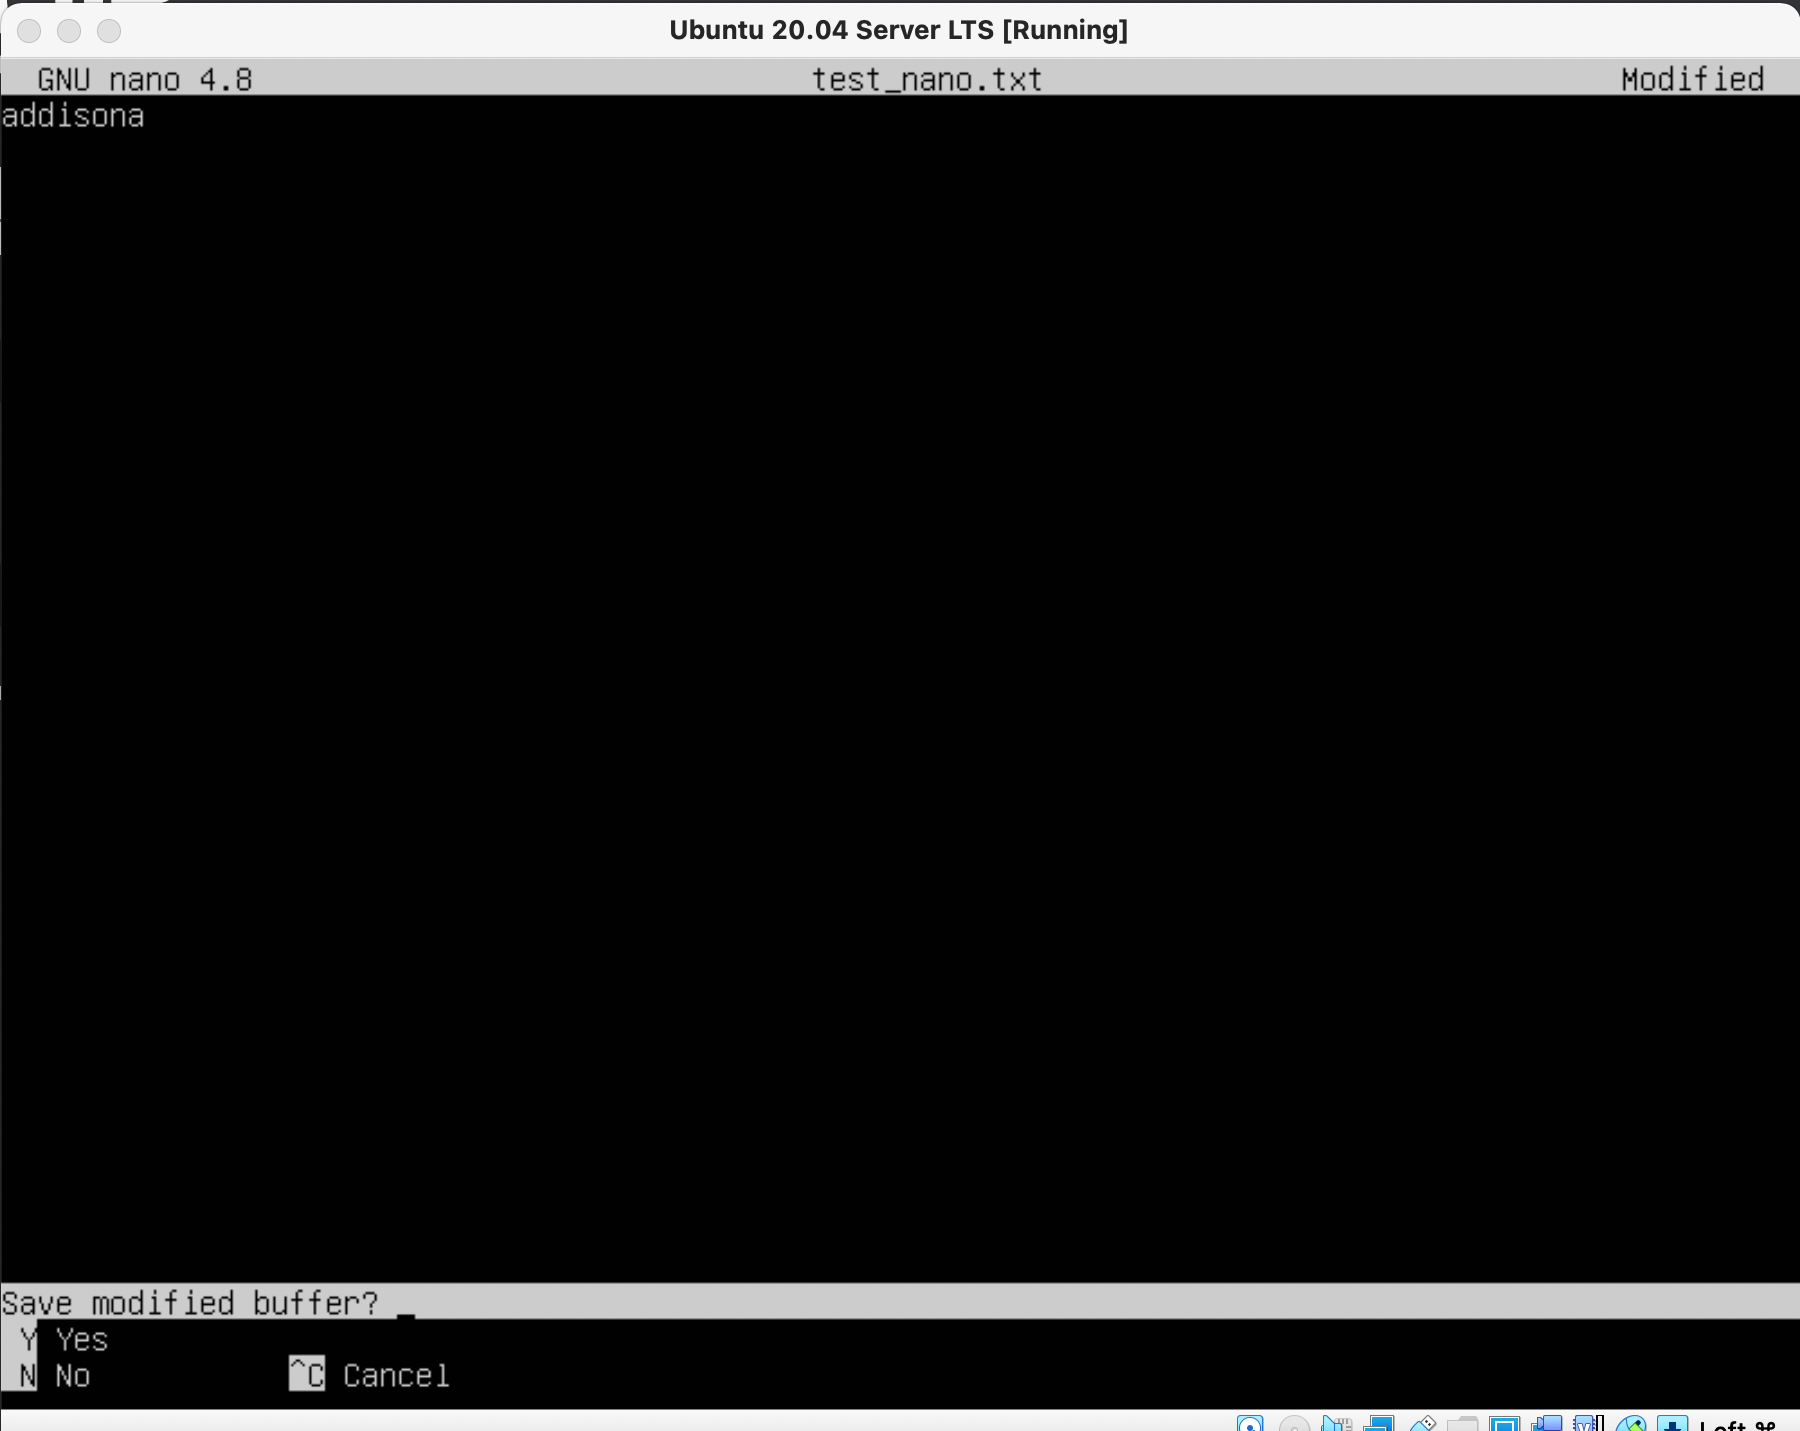 Ubuntu 20.04 Server LTS [Running]
GNU nano 4.8 test_nano.txt Modified
addisona
Save modified buffer?
Y Yes
N No ^C Cancel
Left ⌘